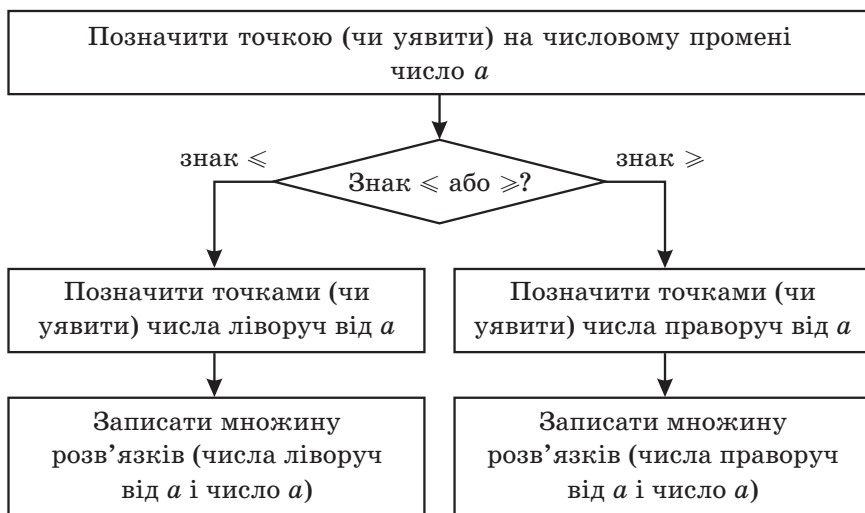 Позначити точкою (чи уявити) на числовому промені
число a
знак ⩽
Знак ⩽ або ⩾?
знак ⩾
Позначити точками (чи
уявити) числа ліворуч від a
Позначити точками (чи
уявити) числа праворуч від a
Записати множину
розв’язків (числа ліворуч
від a і число a)
Записати множину
розв’язків (числа праворуч
від a і число a)